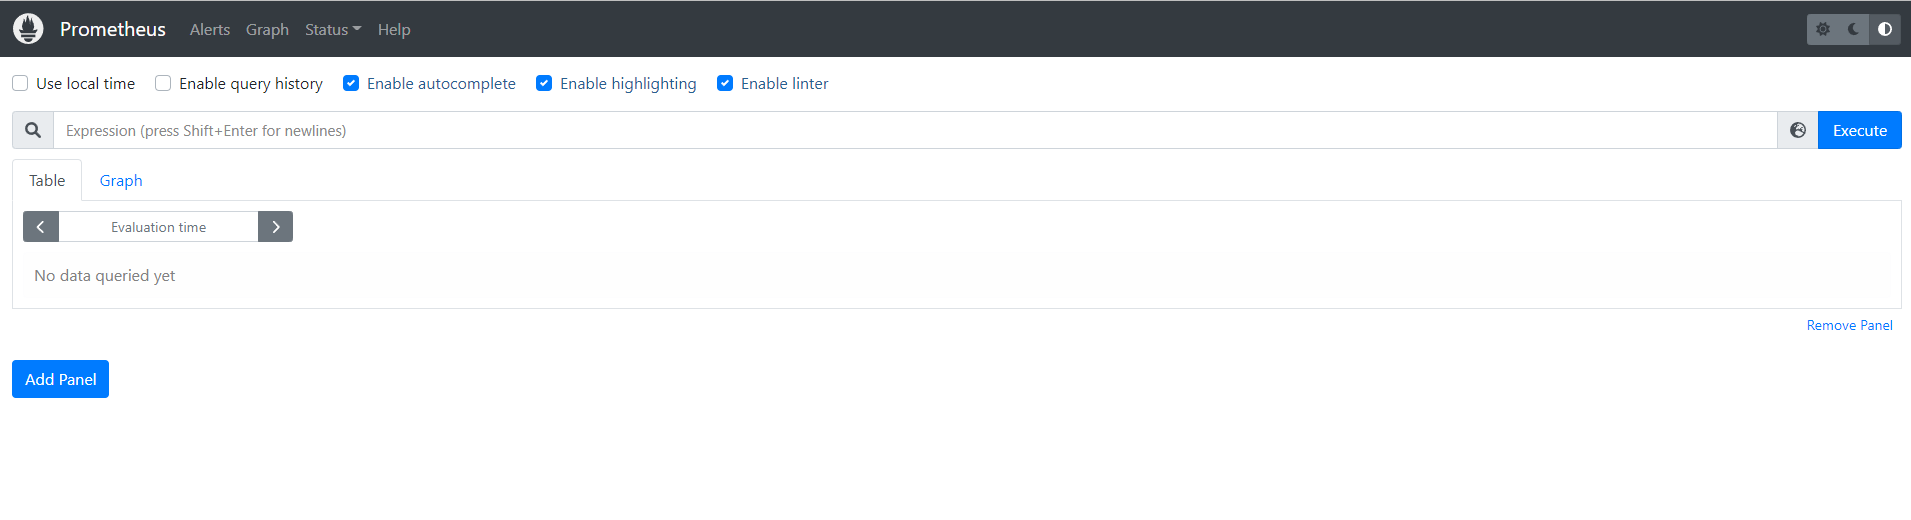 Prometheus Alerts Graph Status Help
Use local time Enable query history Enable autocomplete Enable highlighting Enable linter
Expression (press Shift+Enter for newlines) Execute
Table Graph
Evaluation time
No data queried yet
Remove Panel
Add Panel